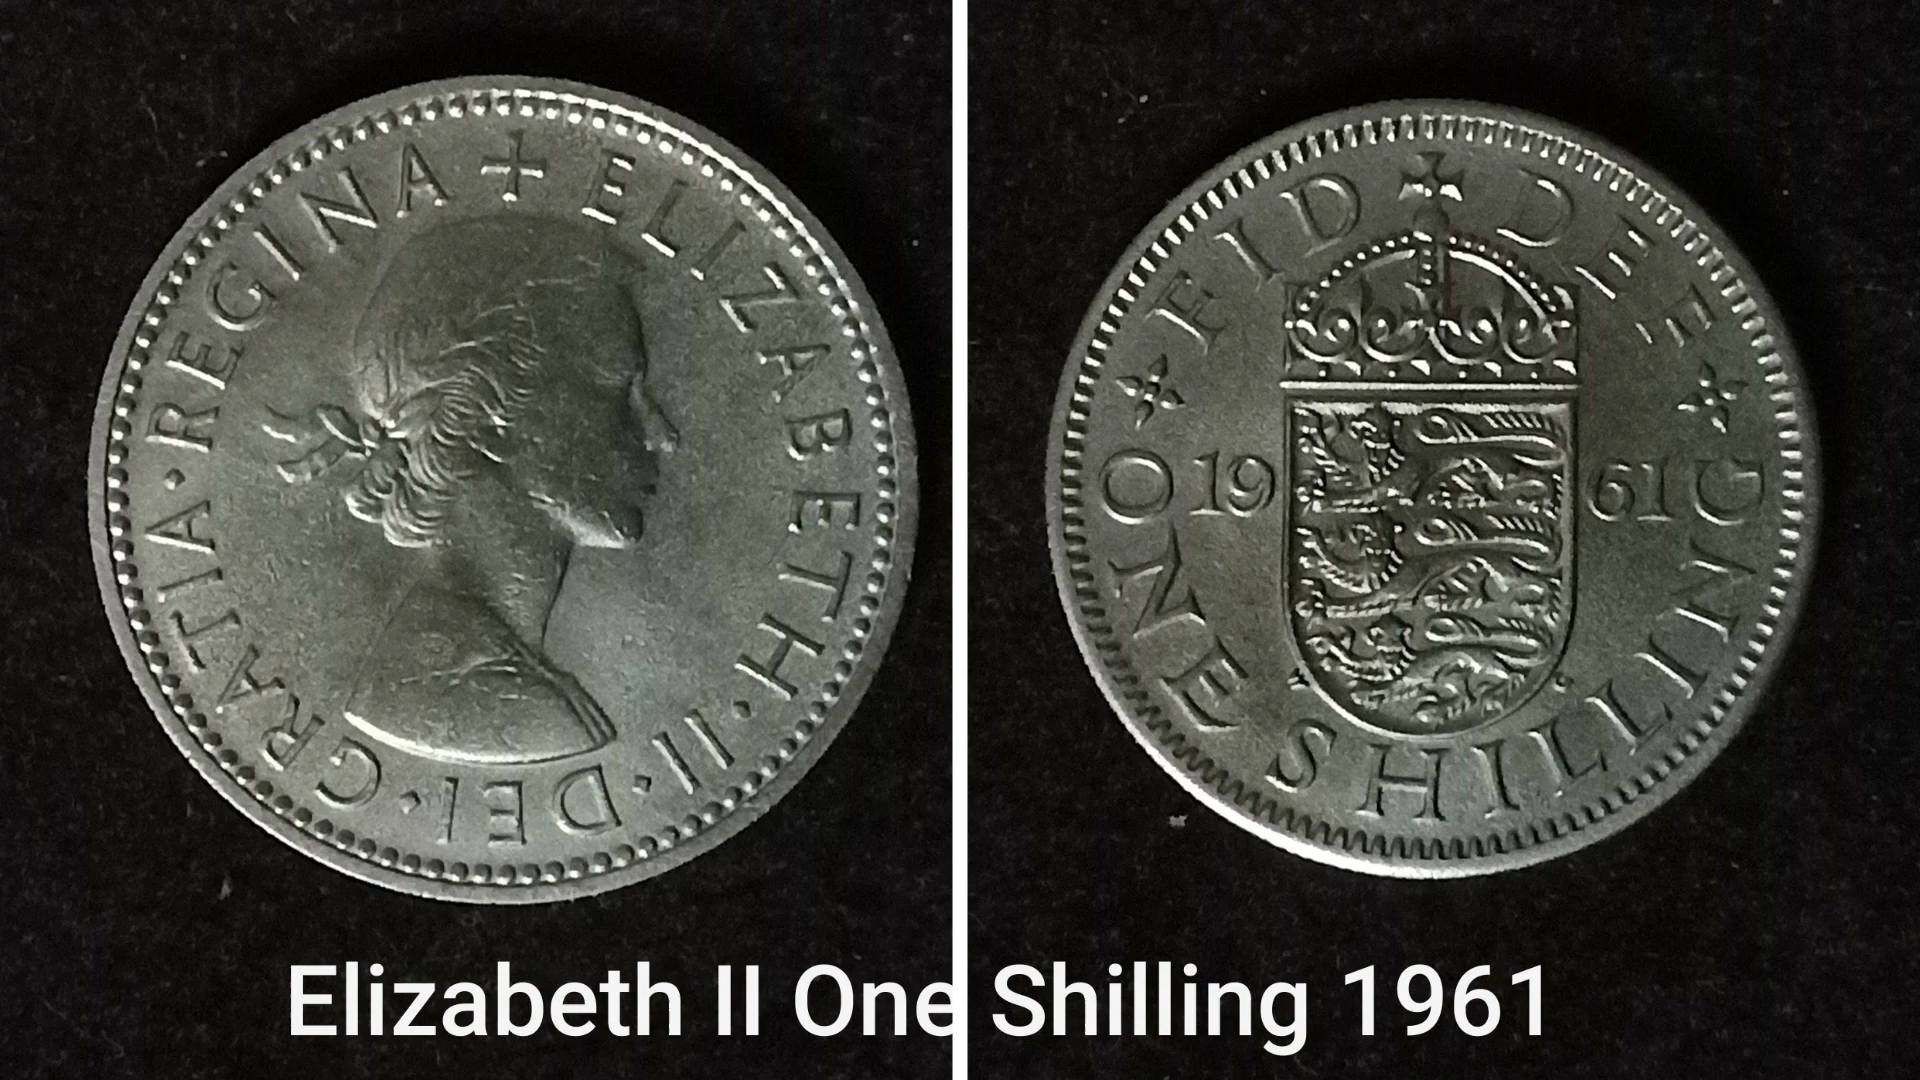 + ELIZABETH · II · DEI · GRATIA · REGINA
FID DEF
19 61
ONE SHILLING
Elizabeth II One Shilling 1961